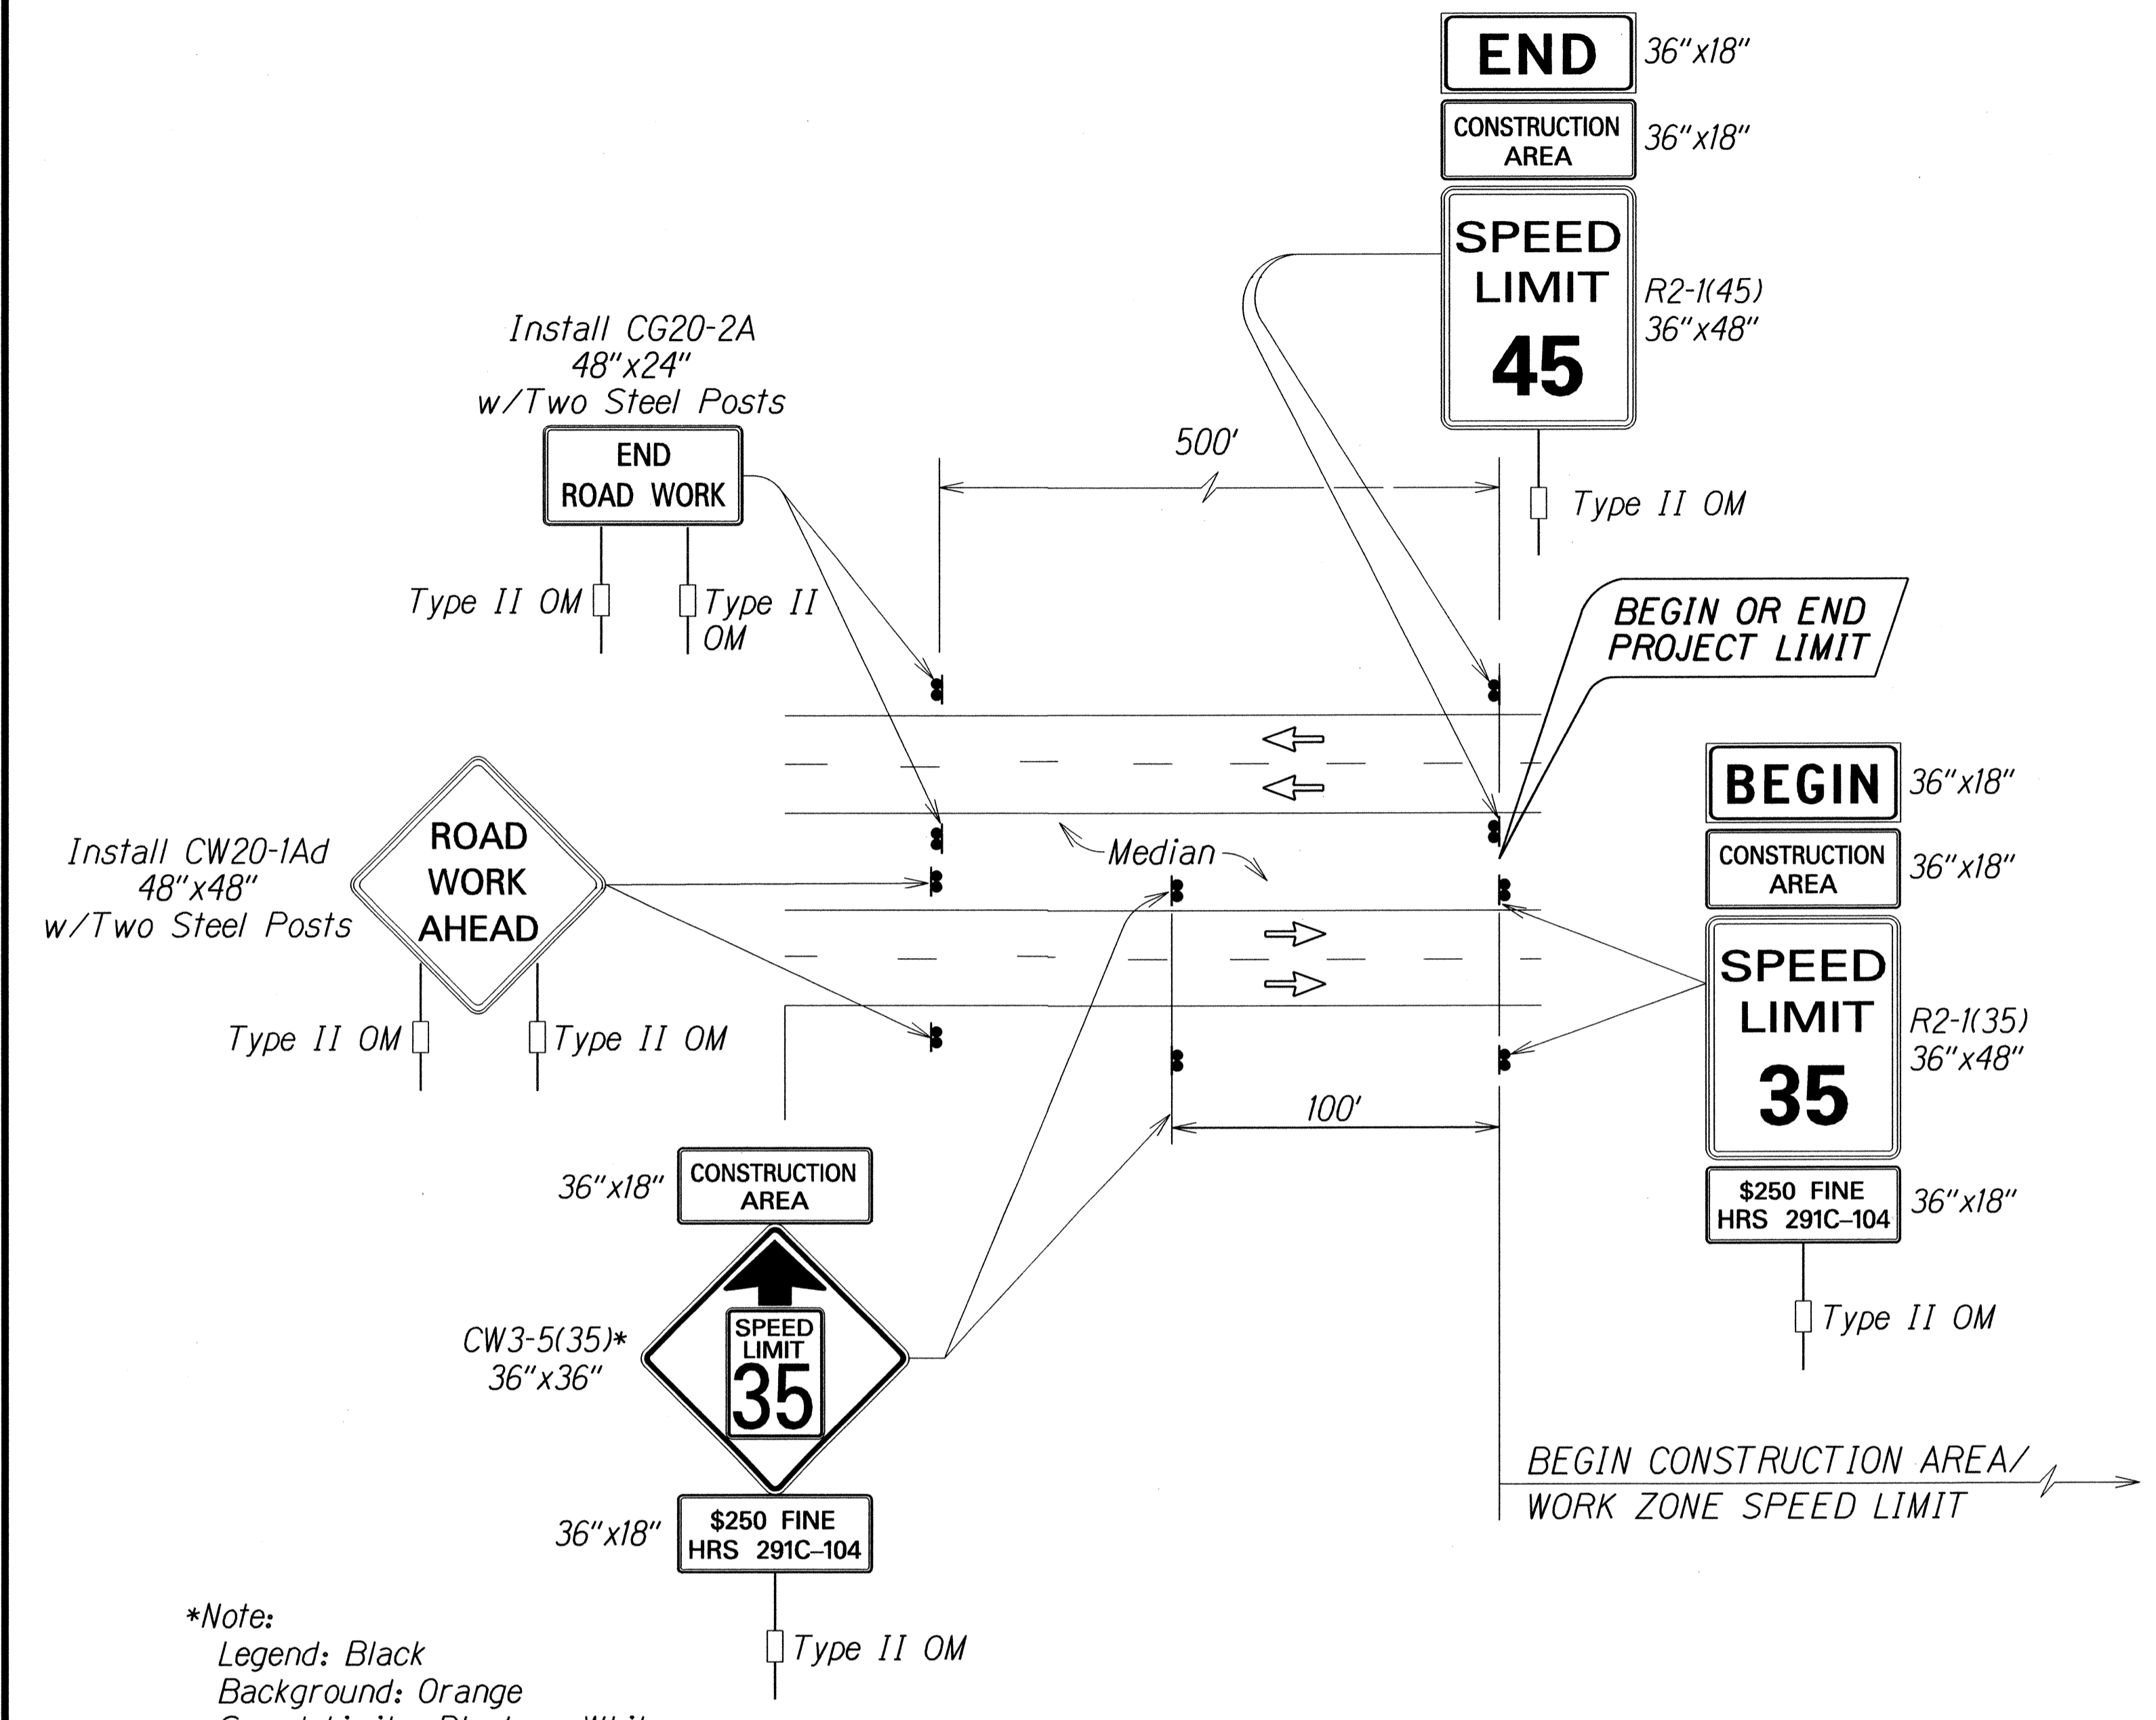 END
36"x18"
CONSTRUCTION
AREA
36"x18"
SPEED
LIMIT
45
R2-1(45)
36"x48"
Type II OM
Install CG20-2A
48"x24"
w/Two Steel Posts
END
ROAD WORK
Type II OM
Type II
OM
500'
BEGIN OR END
PROJECT LIMIT
Install CW20-1Ad
48"x48"
w/Two Steel Posts
ROAD
WORK
AHEAD
Type II OM
Type II OM
Median
BEGIN
36"x18"
CONSTRUCTION
AREA
36"x18"
SPEED
LIMIT
35
R2-1(35)
36"x48"
$250 FINE
HRS 291C-104
36"x18"
Type II OM
100'
36"x18"
CONSTRUCTION
AREA
CW3-5(35)*
36"x36"
SPEED
LIMIT
35
36"x18"
$250 FINE
HRS 291C-104
Type II OM
BEGIN CONSTRUCTION AREA/
WORK ZONE SPEED LIMIT
*Note:
Legend: Black
Background: Orange